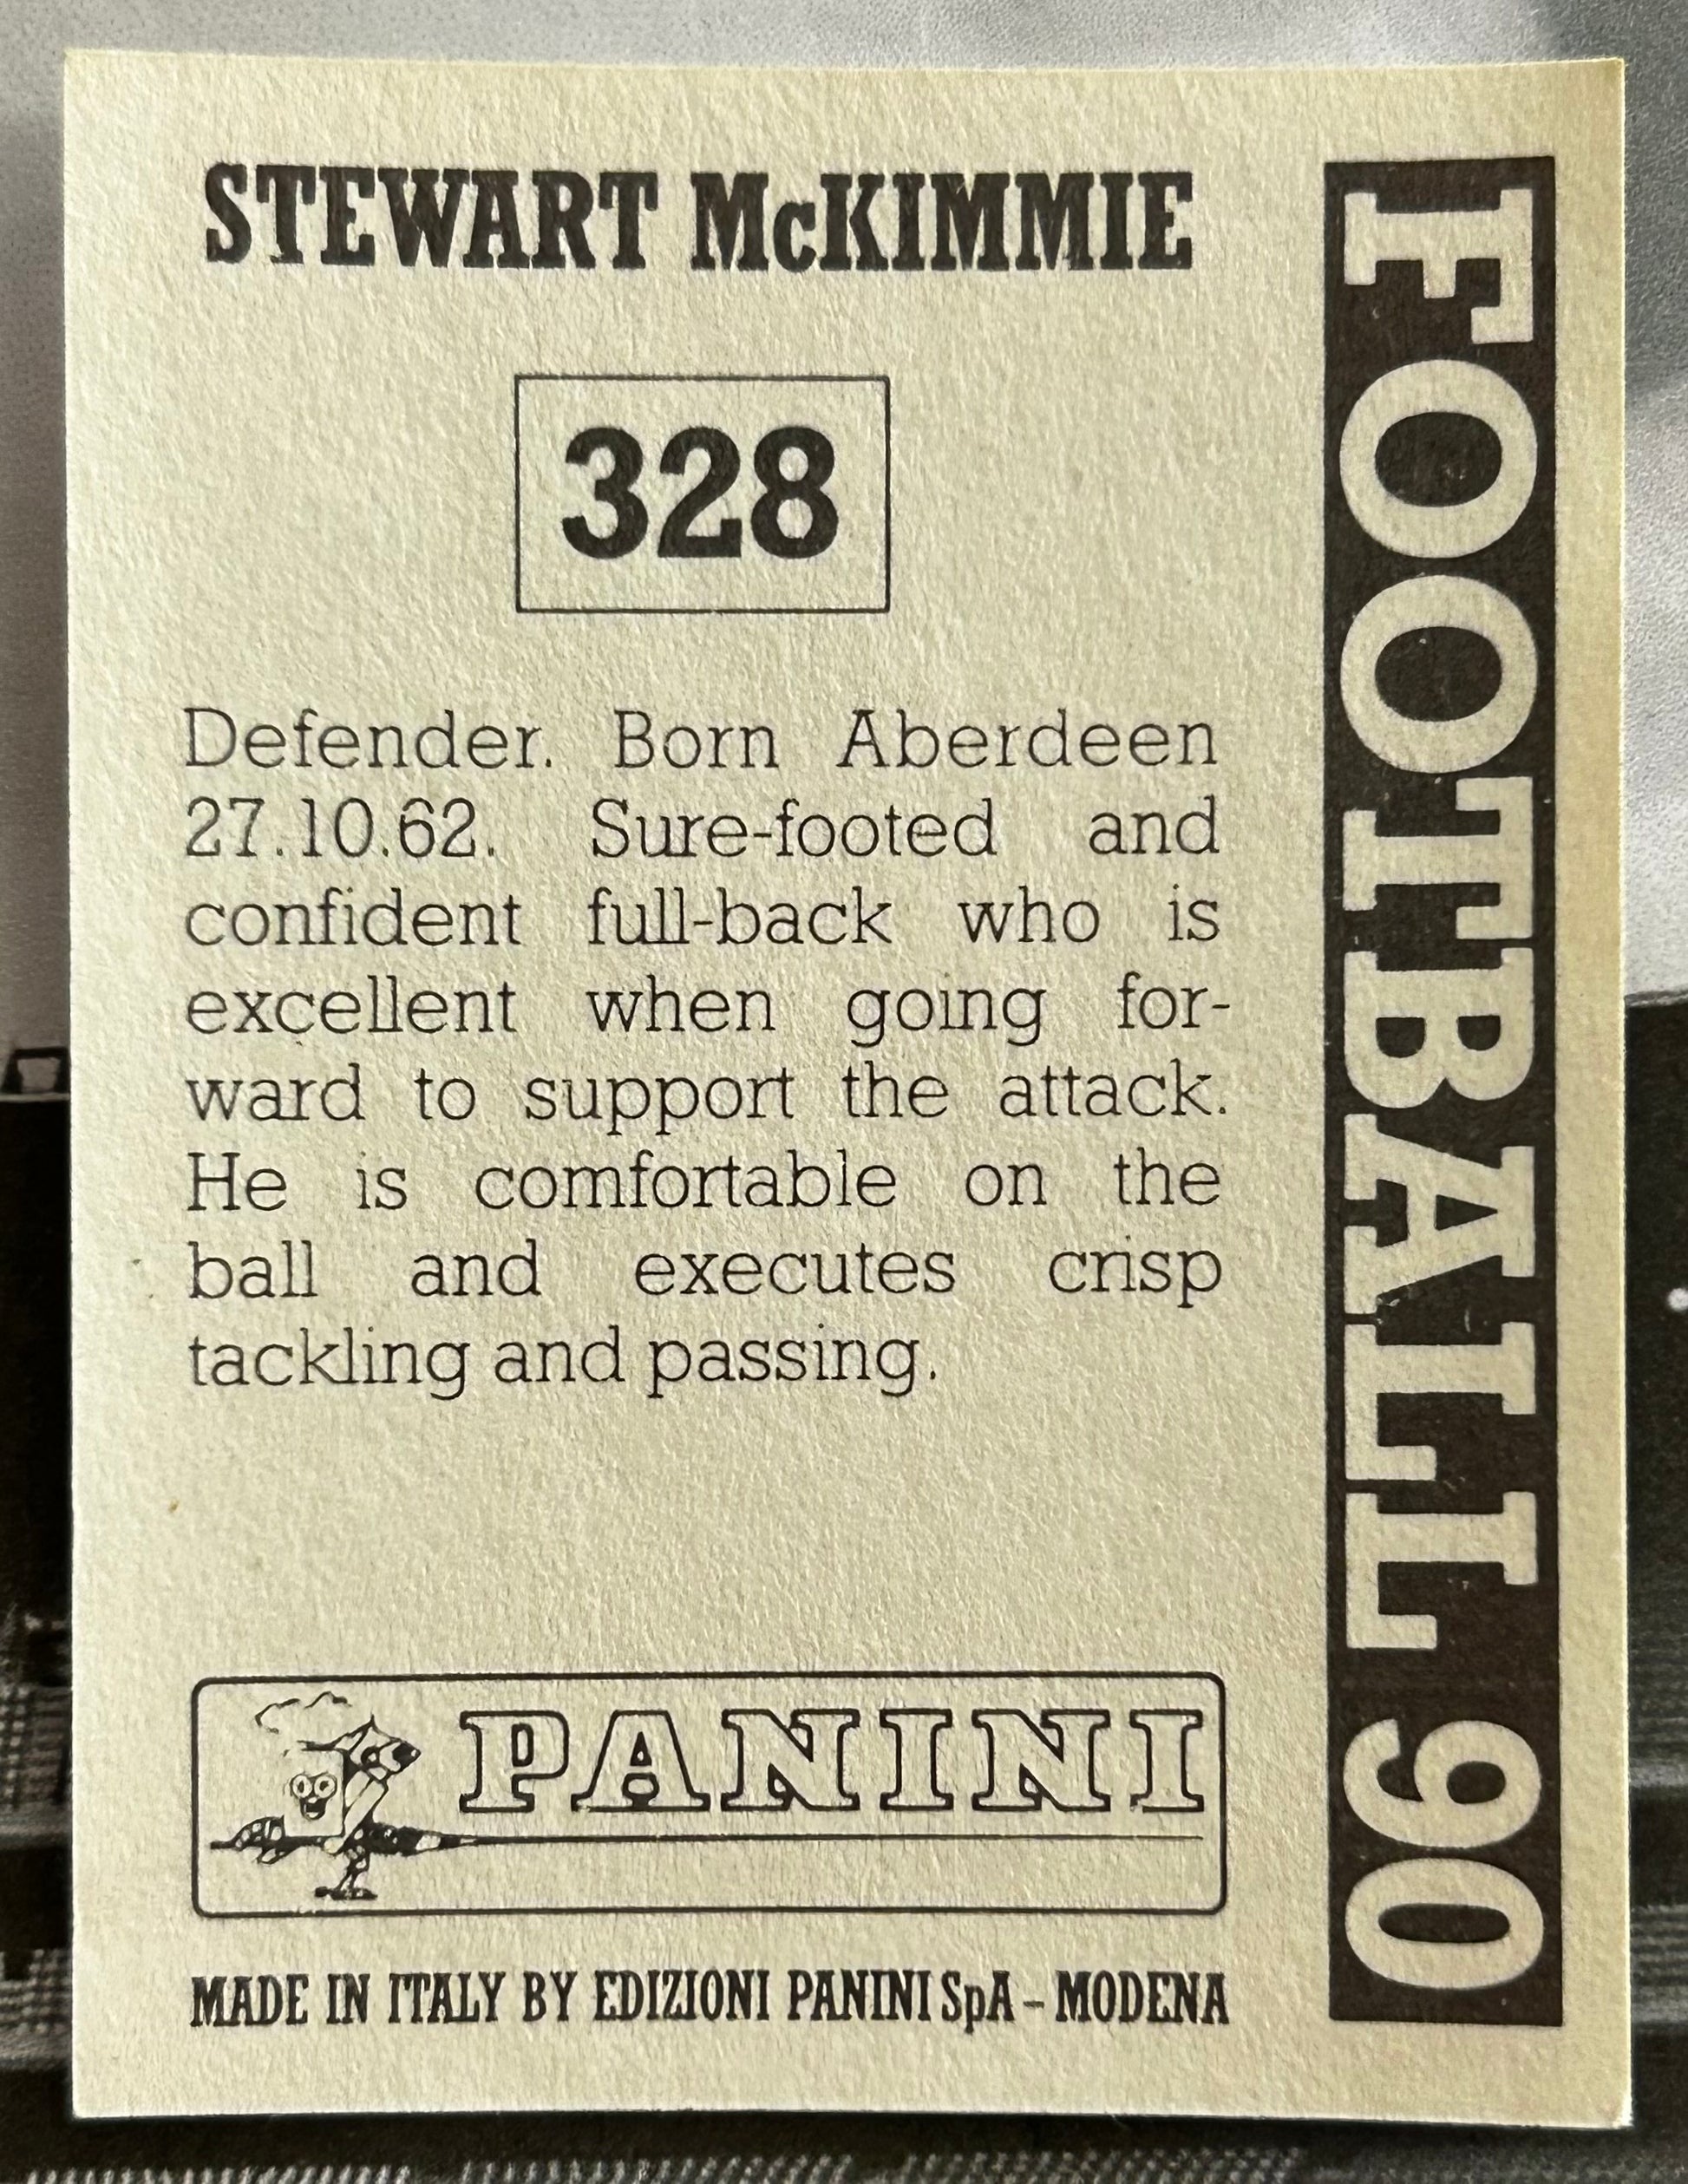 STEWART McKIMMIE
328
Defender. Born Aberdeen
27.10.62. Sure-footed and
confident full-back who is
excellent when going for-
ward to support the attack.
He is comfortable on the
ball and executes crisp
tackling and passing.
PANINI
MADE IN ITALY BY EDIZIONI PANINI SpA - MODENA
FOOTBALL 90